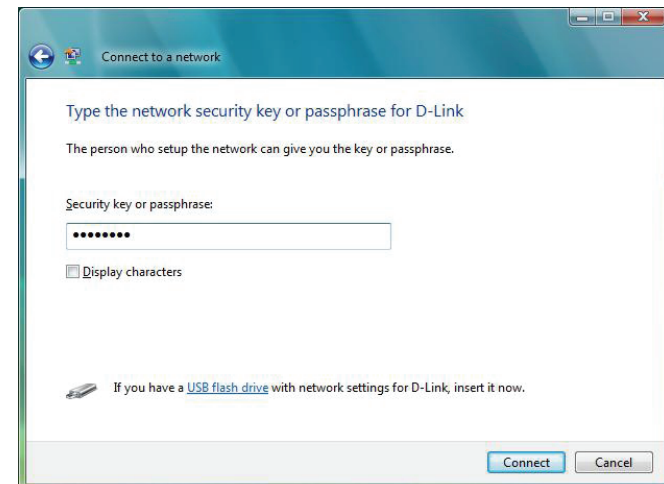 Connect to a network
Type the network security key or passphrase for D-Link
The person who setup the network can give you the key or passphrase.
Security key or passphrase:
••••••••
Display characters
If you have a USB flash drive with network settings for D-Link, insert it now.
Connect Cancel